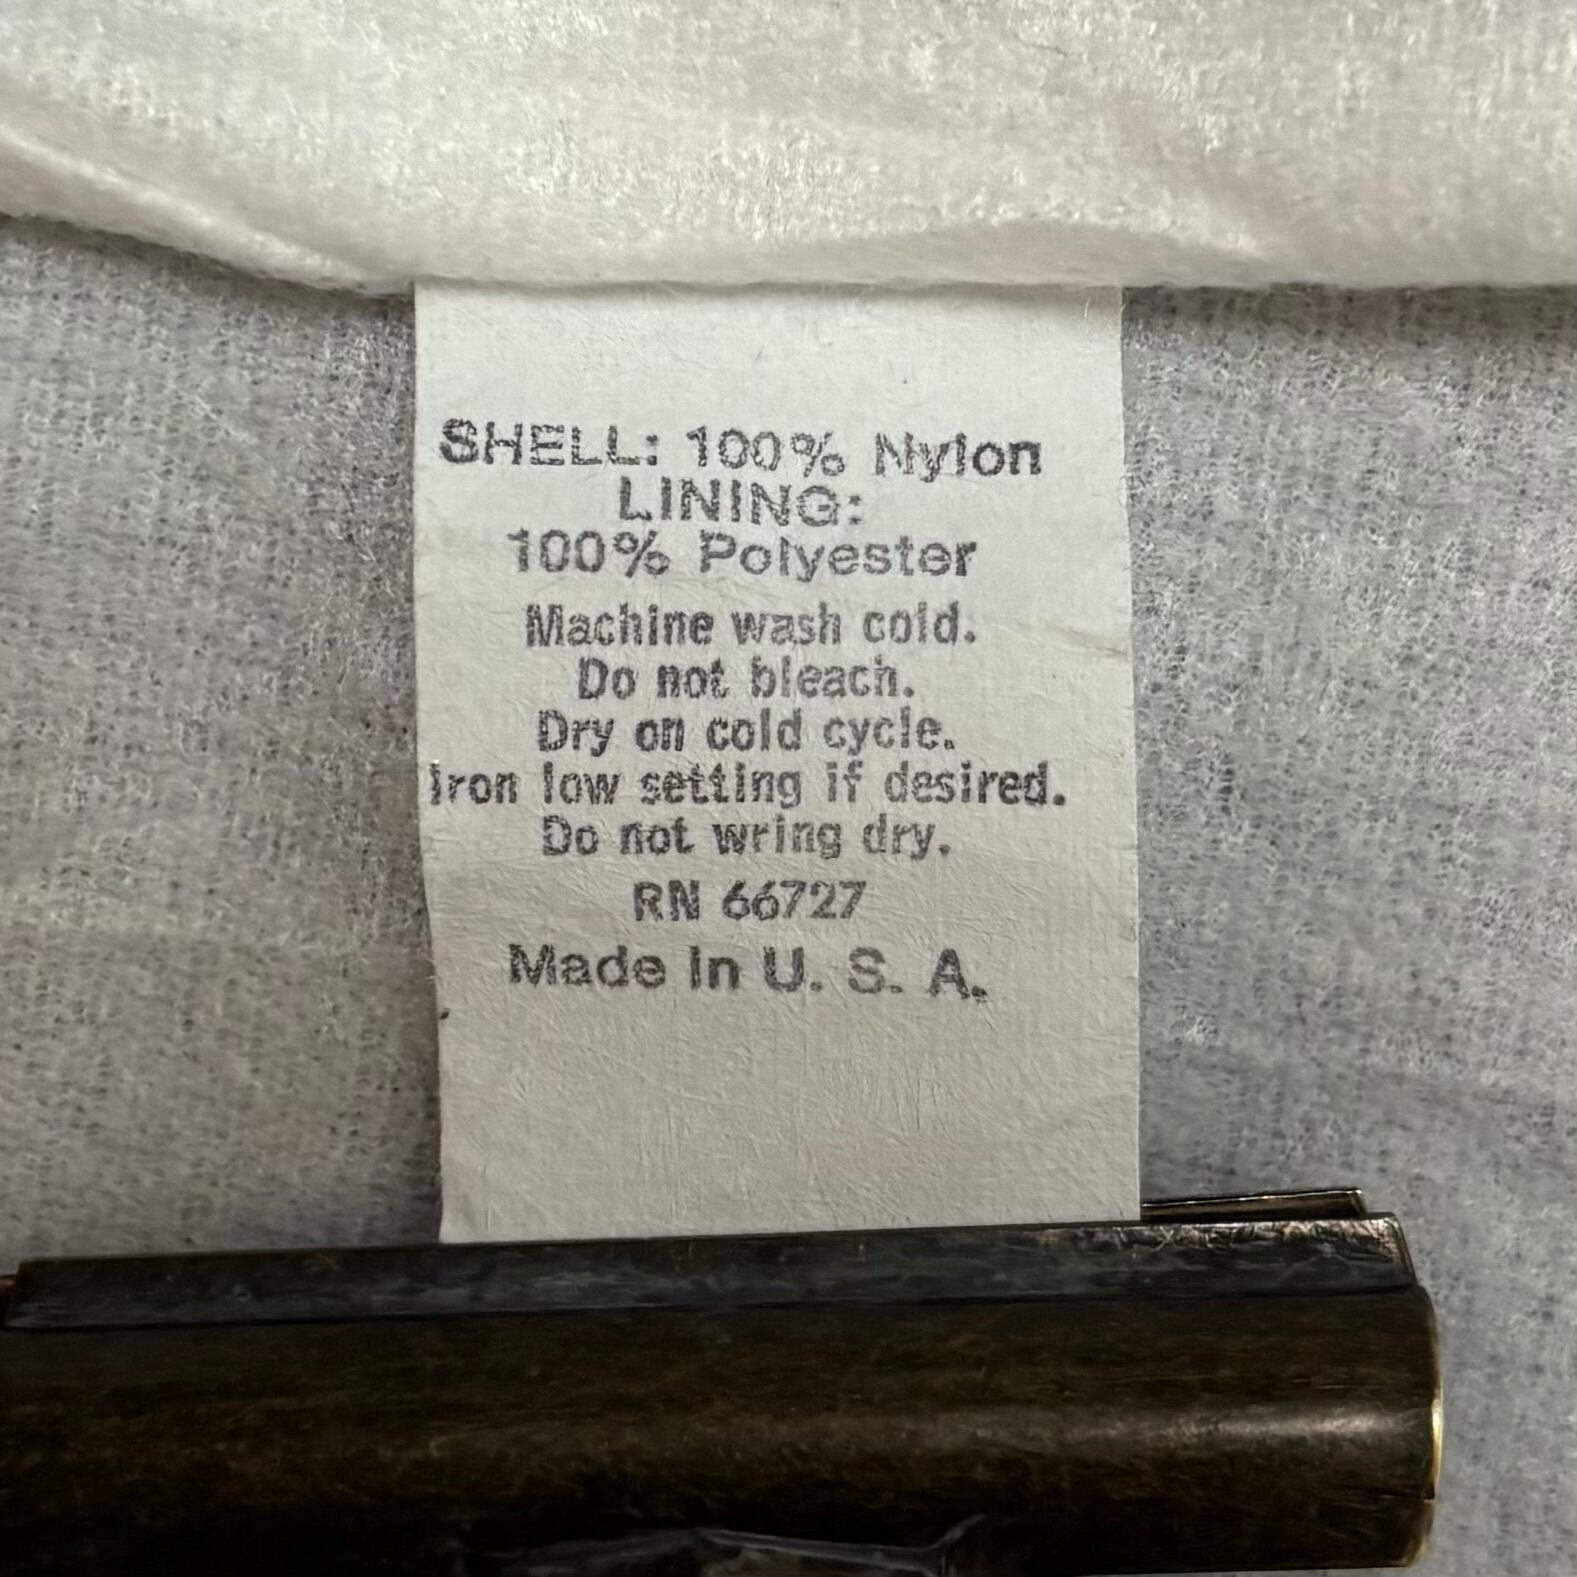 SHELL: 100% Nylon
LINING:
100% Polyester
Machine wash cold.
Do not bleach.
Dry on cold cycle.
Iron low setting if desired.
Do not wring dry.
RN 66727
Made in U. S. A.